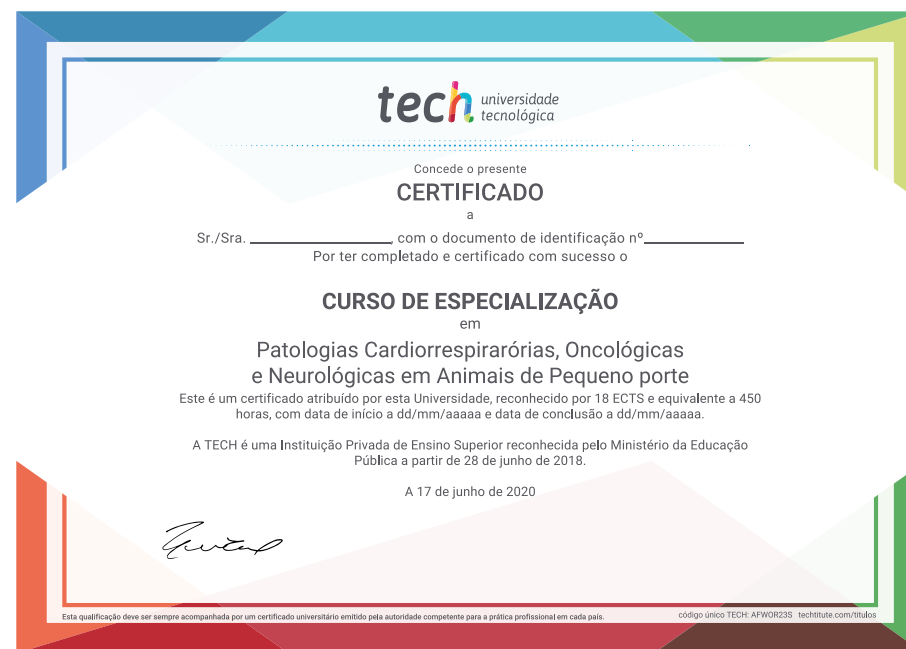 tech universidade
tecnológica
Concede o presente
CERTIFICADO
a
Sr./Sra. ____________, com o documento de identificação nº____________
Por ter completado e certificado com sucesso o
CURSO DE ESPECIALIZAÇÃO
em
Patologias Cardiorrespirarórias, Oncológicas
e Neurológicas em Animais de Pequeno porte
Este é um certificado atribuído por esta Universidade, reconhecido por 18 ECTS e equivalente a 450
horas, com data de início a dd/mm/aaaaa e data de conclusão a dd/mm/aaaaa.
A TECH é uma Instituição Privada de Ensino Superior reconhecida pelo Ministério da Educação
Pública a partir de 28 de junho de 2018.
A 17 de junho de 2020
Esta qualificação deve ser sempre acompanhada por um certificado universitário emitido pela autoridade competente para a prática profissional em cada país.
código único TECH: AFWOR23S techtitute.com/titulos